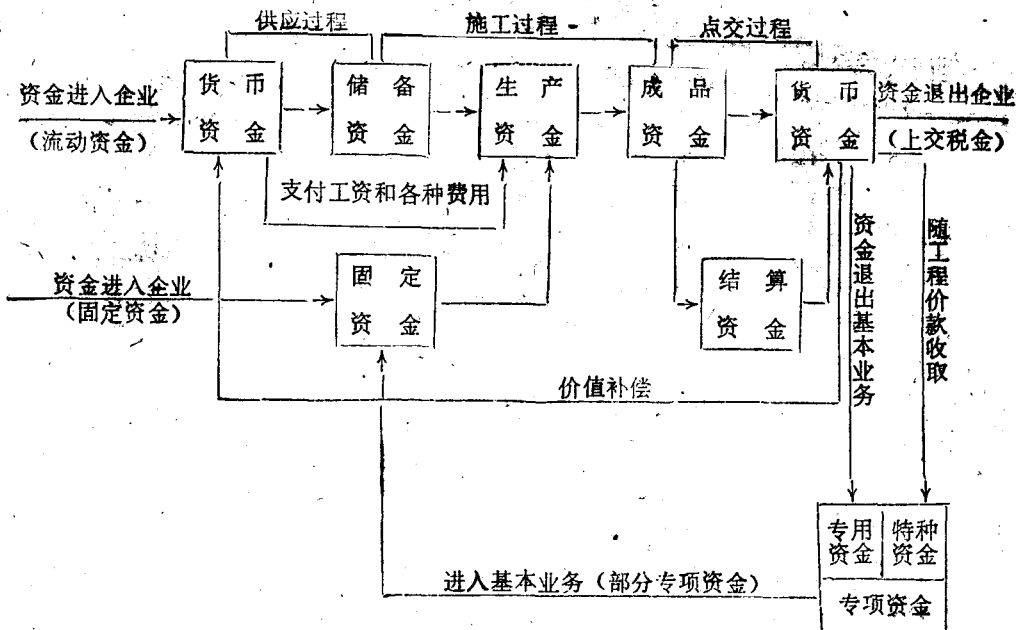 供应过程
施工过程
点交过程
资金进入企业
(流动资金)
货币
资金
储备
资金
生产
资金
成品
资金
货币
资金
资金退出企业
(上交税金)
支付工资和各种费用
资金进入企业
(固定资金)
固定
资金
结算
资金
资金退出基本业务
随工程价款收取
价值补偿
专用
资金
特种
资金
专项资金
进入基本业务(部分专项资金)